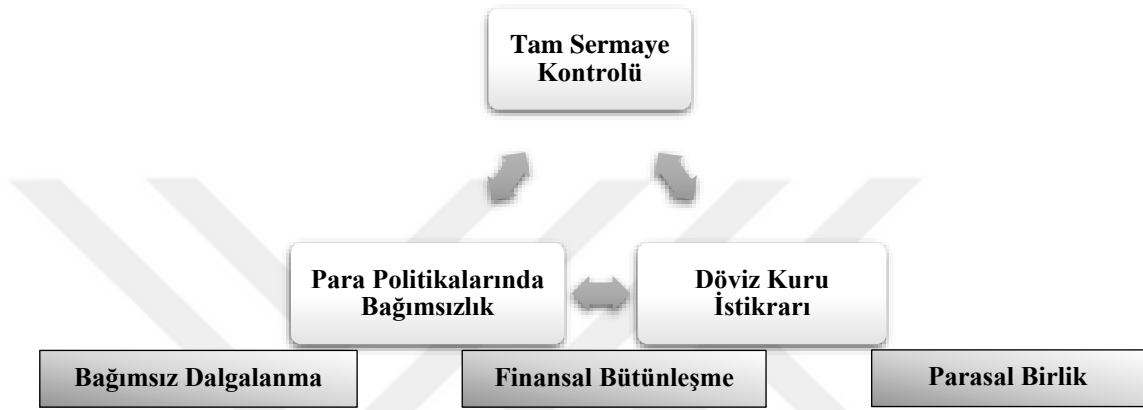 Tam Sermaye
Kontrolü
Para Politikalarında
Bağımsızlık
Döviz Kuru
İstikrarı
Bağımsız Dalgalanma
Finansal Bütünleşme
Parasal Birlik